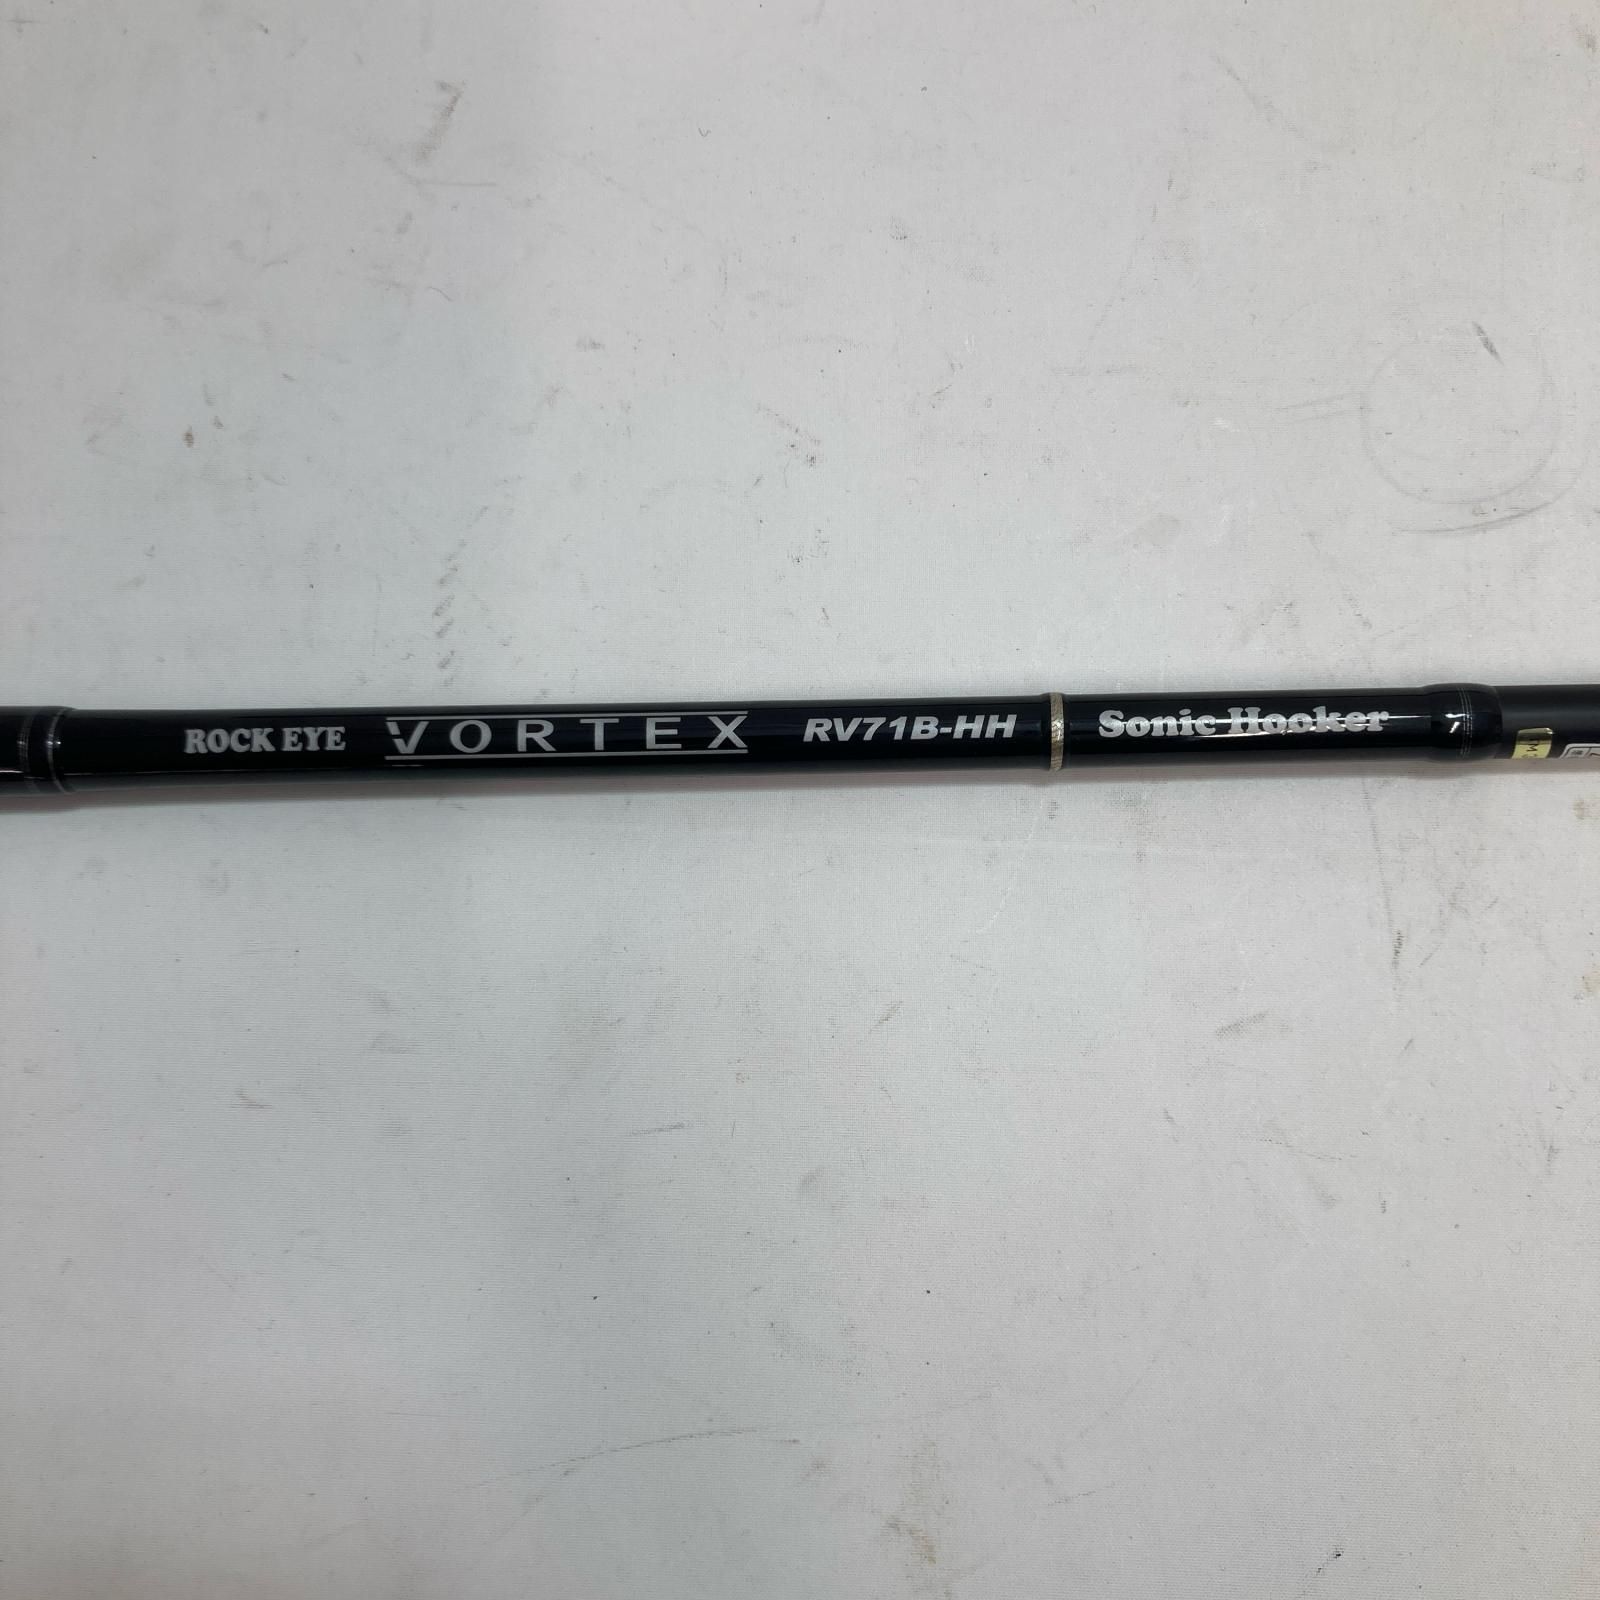 ROCK EYE VORTEX RV71B-HH Sonic Hooker